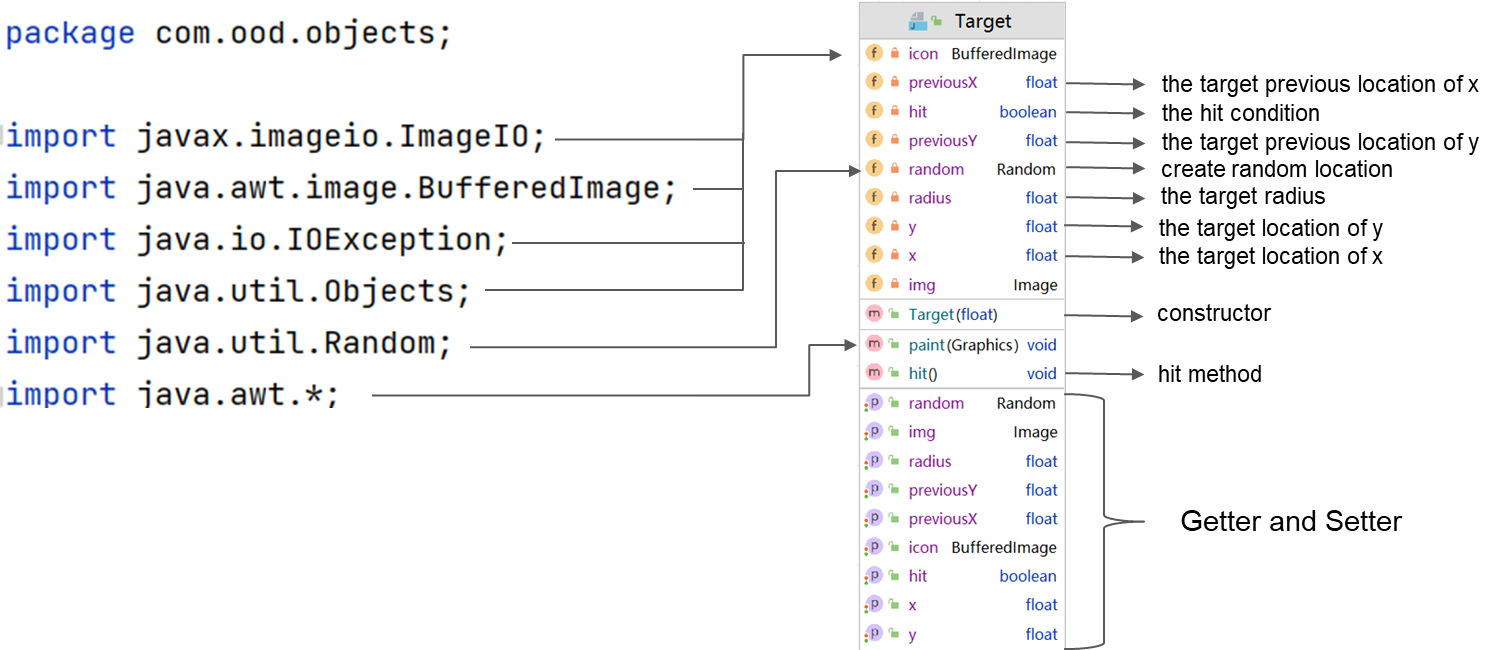 package com.ood.objects;
import javax.imageio.ImageIO;
import java.awt.image.BufferedImage;
import java.io.IOException;
import java.util.Objects;
import java.util.Random;
import java.awt.*;
Target
f icon BufferedImage
f previousX float
the target previous location of x
f hit boolean
the hit condition
f previousY float
the target previous location of y
f random Random
create random location
f radius float
the target radius
f y float
the target location of y
f x float
the target location of x
f img Image
m Target(float)
constructor
m paint(Graphics) void
m hit() void
hit method
p random Random
p img Image
p radius float
p previousY float
p previousX float
p icon BufferedImage
p hit boolean
p x float
p y float
Getter and Setter